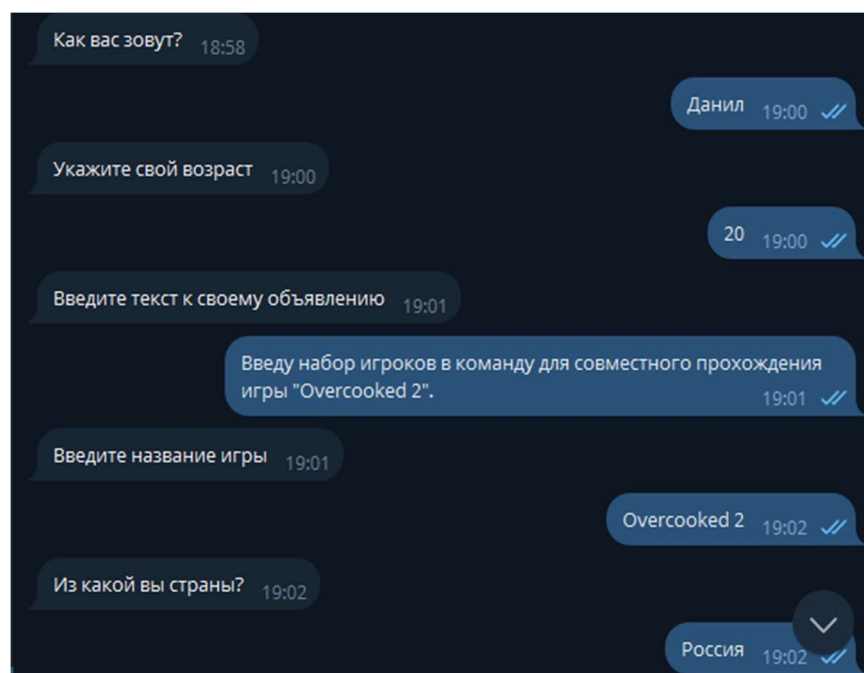 Как вас зовут? 18:58
Данил 19:00
Укажите свой возраст 19:00
20 19:00
Введите текст к своему объявлению 19:01
Введу набор игроков в команду для совместного прохождения
игры "Overcooked 2". 19:01
Введите название игры 19:01
Overcooked 2 19:02
Из какой вы страны? 19:02
Россия 19:02